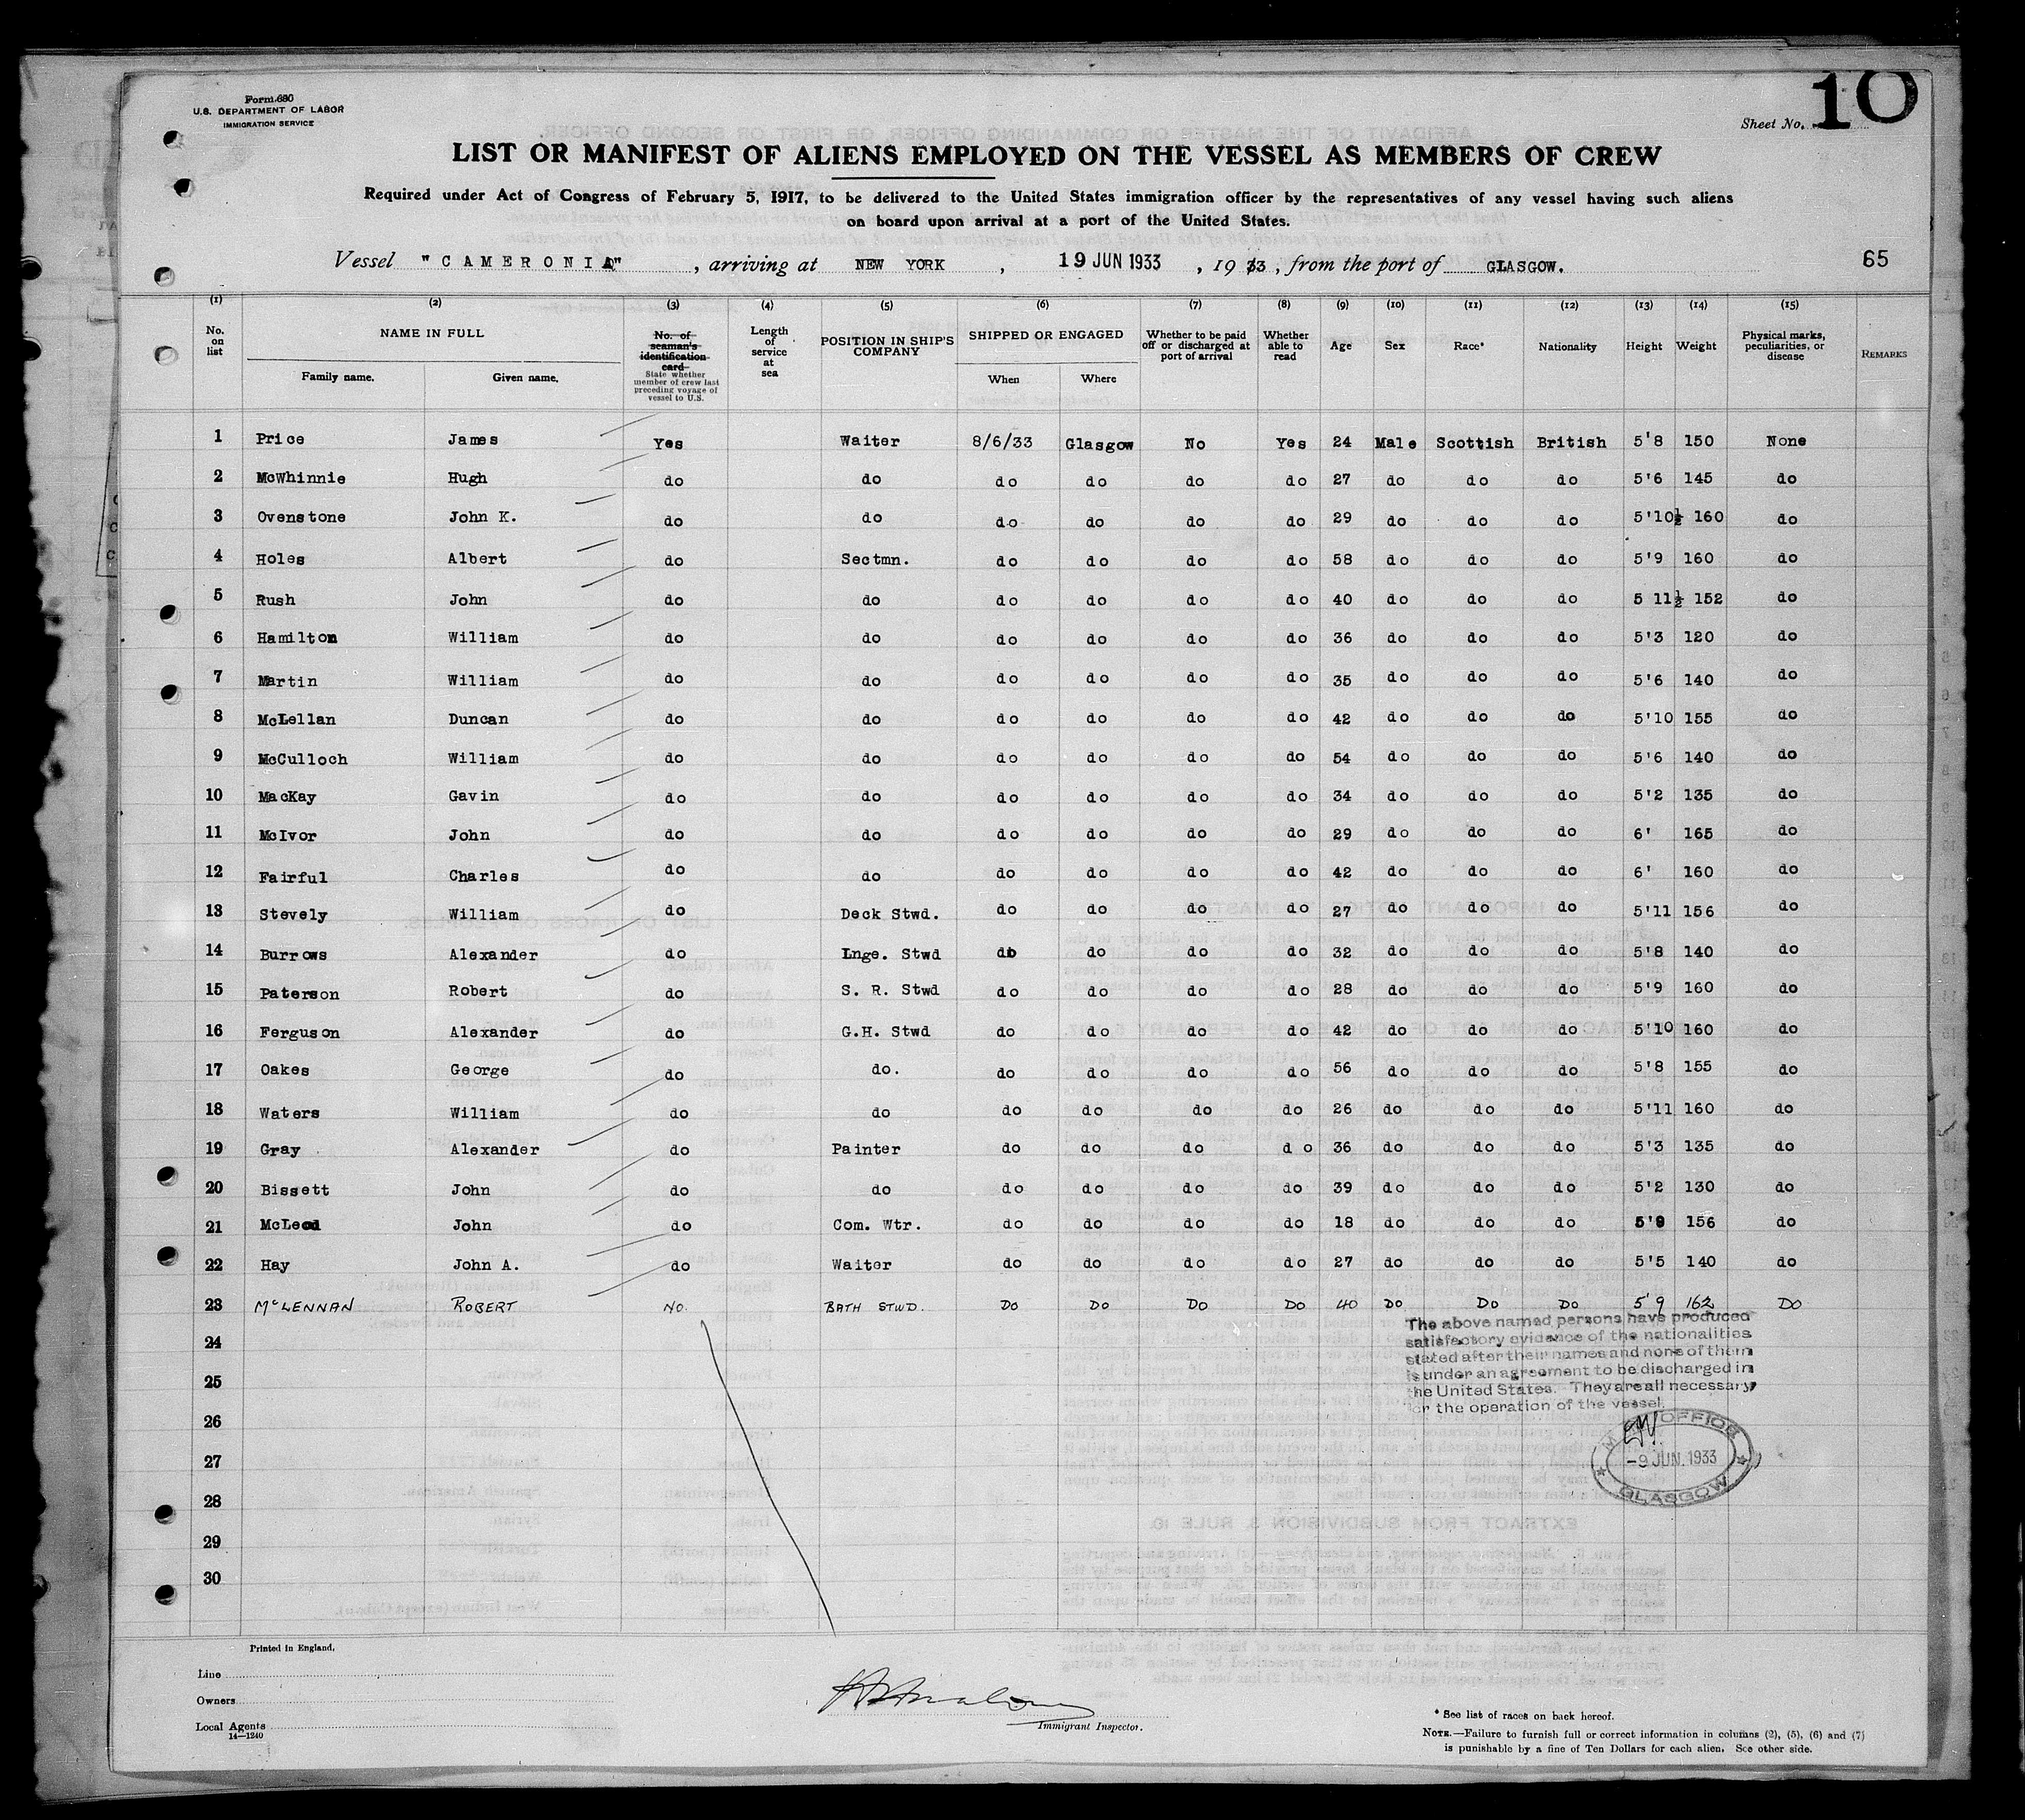 Form 680
U.S. DEPARTMENT OF LABOR
IMMIGRATION SERVICE
Sheet No. 10
LIST OR MANIFEST OF ALIENS EMPLOYED ON THE VESSEL AS MEMBERS OF CREW
Required under Act of Congress of February 5, 1917, to be delivered to the United States immigration officer by the representatives of any vessel having such aliens
on board upon arrival at a port of the United States.
Vessel "CAMERONIA", arriving at NEW YORK, 19 JUN 1933, 1933, from the port of GLASGOW. 65
(1) (2) (3) (4) (5) (6) (7) (8) (9) (10) (11) (12) (13) (14) (15)
No. on list NAME IN FULL Family name. Given name. No. of seaman's identification card State whether member of crew last preceding voyage of vessel to U.S. Length of service at sea POSITION IN SHIP'S COMPANY SHIPPED OR ENGAGED When Where Whether to be paid off or discharged at port of arrival Whether able to read Age Sex Race* Nationality Height Weight Physical marks, peculiarities, or disease REMARKS
1 Price James Yes Waiter 8/6/33 Glasgow No Yes 24 Male Scottish British 5'8 150 None
2 McWhinnie Hugh do do do do do do 27 do do do 5'6 145 do
3 Ovenstone John K. do do do do do do 29 do do do 5'10½ 160 do
4 Holes Albert do Sectmn. do do do do 58 do do do 5'9 160 do
5 Rush John do do do do do do 40 do do do 5 11½ 152 do
6 Hamilton William do do do do do do 36 do do do 5'3 120 do
7 Martin William do do do do do do 35 do do do 5'6 140 do
8 McLellan Duncan do do do do do do 42 do do do 5'10 155 do
9 McCulloch William do do do do do do 54 do do do 5'6 140 do
10 MacKay Gavin do do do do do do 34 do do do 5'2 135 do
11 McIvor John do do do do do do 29 do do do 6' 165 do
12 Fairful Charles do do do do do do 42 do do do 6' 160 do
13 Stevely William do Deck Stwd. do do do do 27 do do do 5'11 156 do
14 Burrows Alexander do Lnge. Stwd do do do do 32 do do do 5'8 140 do
15 Paterson Robert do S. R. Stwd do do do do 28 do do do 5'9 160 do
16 Ferguson Alexander do G.H. Stwd do do do do 42 do do do 5'10 160 do
17 Oakes George do do. do do do do 56 do do do 5'8 155 do
18 Waters William do do do do do do 26 do do do 5'11 160 do
19 Gray Alexander do Painter do do do do 36 do do do 5'3 135 do
20 Bissett John do do do do do do 39 do do do 5'2 130 do
21 McLeod John do Com. Wtr. do do do do 18 do do do 5'9 156 do
22 Hay John A. do Waiter do do do do 27 do do do 5'5 140 do
23 McLENNAN ROBERT NO. BATH STWD. DO DO DO DO 40 DO DO DO 5'9 162 DO
24
25
26
27
28
29
30
The above named persons have produced
satisfactory evidence of the nationalities
stated after their names and none of them
is under an agreement to be discharged in
the United States. They are all necessary
for the operation of the vessel.
OFFICE
-9 JUN. 1933
GLASGOW
Printed in England.
Line
Owners
Local Agents
14—1240
Immigrant Inspector.
* See list of races on back hereof.
NOTE.—Failure to furnish full or correct information in columns (2), (5), (6) and (7)
is punishable by a fine of Ten Dollars for each alien. See other side.